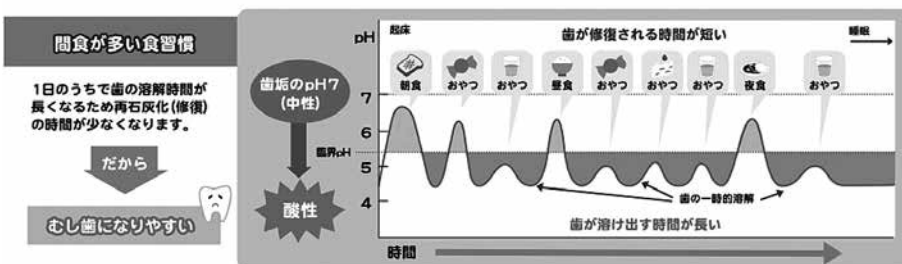 間食が多い食習慣
1日のうちで歯の溶解時間が
長くなるため再石灰化(修復)
の時間が少なくなります。
だから
むし歯になりやすい
歯垢のpH7
(中性)
酸性
pH
起床
歯が修復される時間が短い
睡眠
朝食
おやつ
おやつ
昼食
おやつ
おやつ
おやつ
夜食
おやつ
7
6
臨界pH
5
4
歯の一時的溶解
歯が溶け出す時間が長い
時間